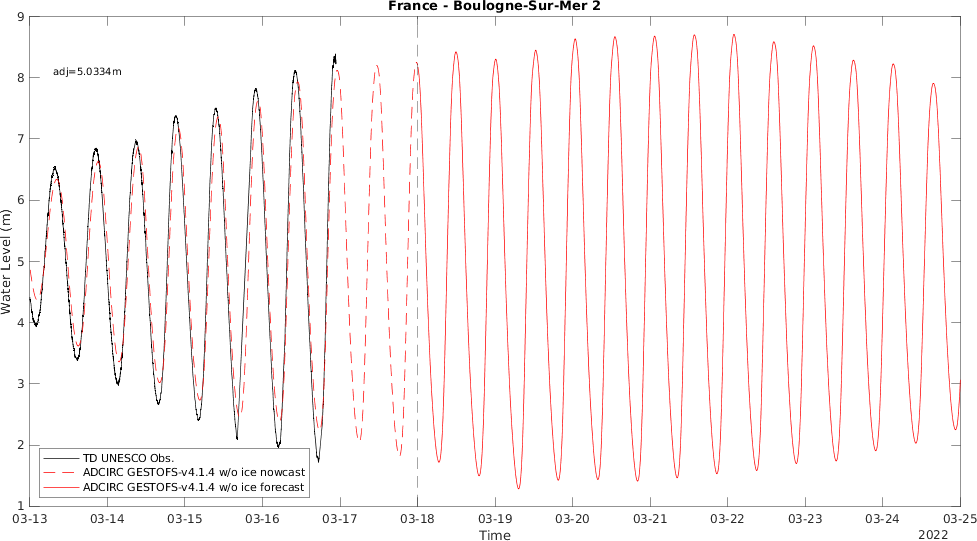 France - Boulogne-Sur-Mer 2
adj=5.0334m
Water Level (m)
9
8
7
6
5
4
3
2
1
TD UNESCO Obs.
ADCIRC GESTOFS-v4.1.4 w/o ice nowcast
ADCIRC GESTOFS-v4.1.4 w/o ice forecast
03-13 03-14 03-15 03-16 03-17 03-18 03-19 03-20 03-21 03-22 03-23 03-24 03-25
Time
2022